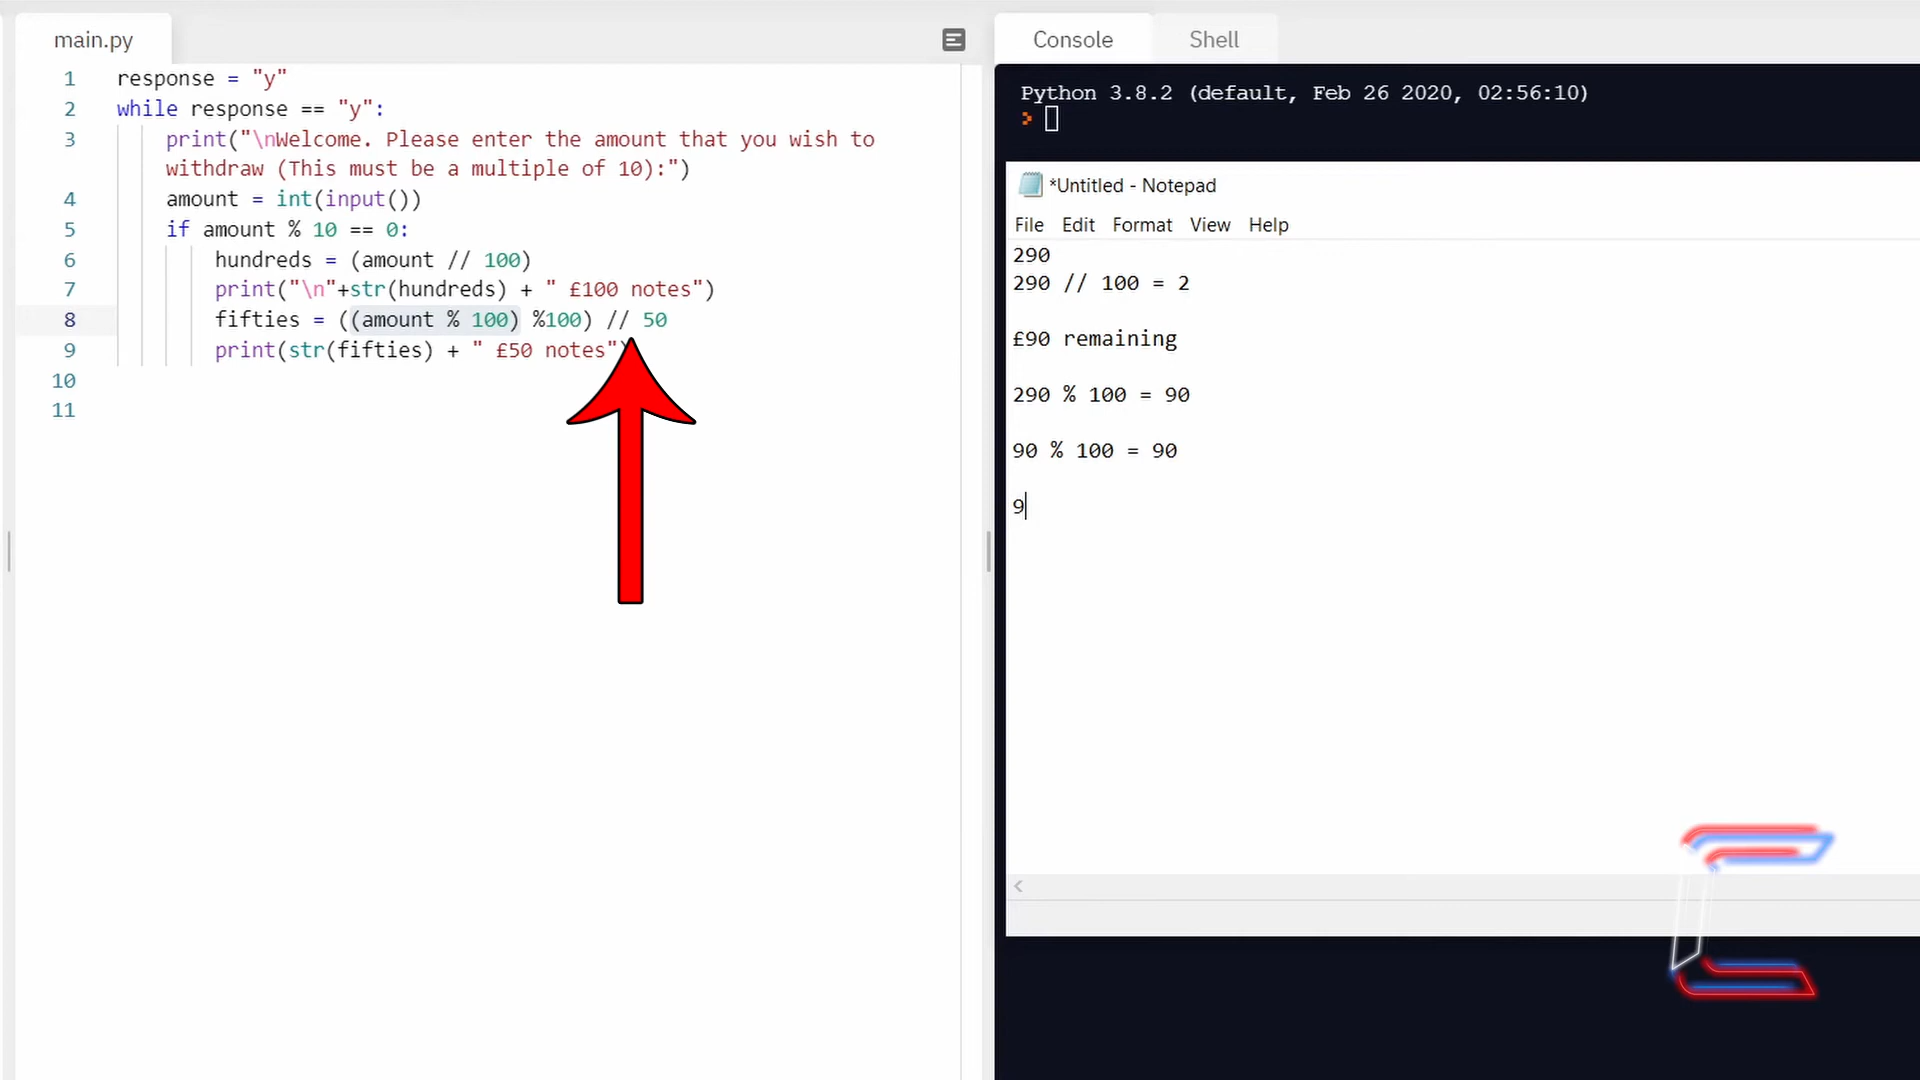 main.py
1 response = "y"
2 while response == "y":
3 print("\nWelcome. Please enter the amount that you wish to
withdraw (This must be a multiple of 10):")
4 amount = int(input())
5 if amount % 10 == 0:
6 hundreds = (amount // 100)
7 print("\n"+str(hundreds) + " £100 notes")
8 fifties = ((amount % 100) %100) // 50
9 print(str(fifties) + " £50 notes")
10
11
Console Shell
Python 3.8.2 (default, Feb 26 2020, 02:56:10)
>
*Untitled - Notepad
File Edit Format View Help
290
290 // 100 = 2
£90 remaining
290 % 100 = 90
90 % 100 = 90
9